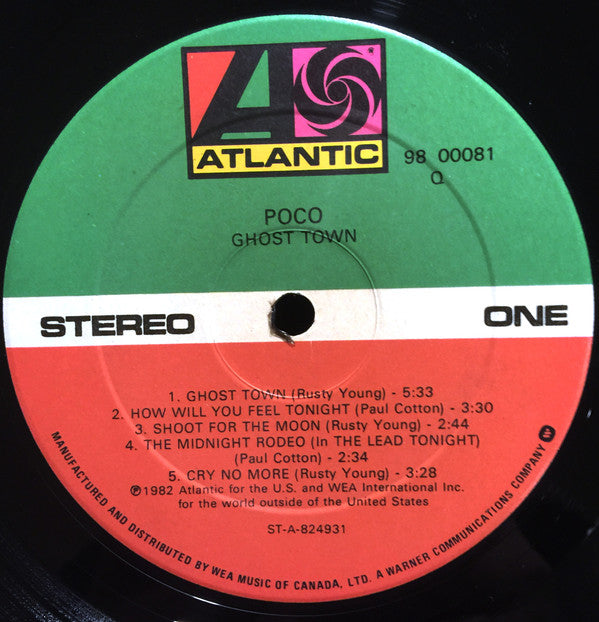 ATLANTIC
98 00081
Q
POCO
GHOST TOWN
STEREO
ONE
1. GHOST TOWN (Rusty Young) - 5:33
2. HOW WILL YOU FEEL TONIGHT (Paul Cotton) - 3:30
3. SHOOT FOR THE MOON (Rusty Young) - 2:44
4. THE MIDNIGHT RODEO (In THE LEAD TONIGHT)
(Paul Cotton) - 2:34
5. CRY NO MORE (Rusty Young) - 3:28
℗1982 Atlantic for the U.S. and WEA International Inc.
for the world outside of the United States
ST-A-824931
MANUFACTURED AND DISTRIBUTED BY WEA MUSIC OF CANADA, LTD. A WARNER COMMUNICATIONS COMPANY